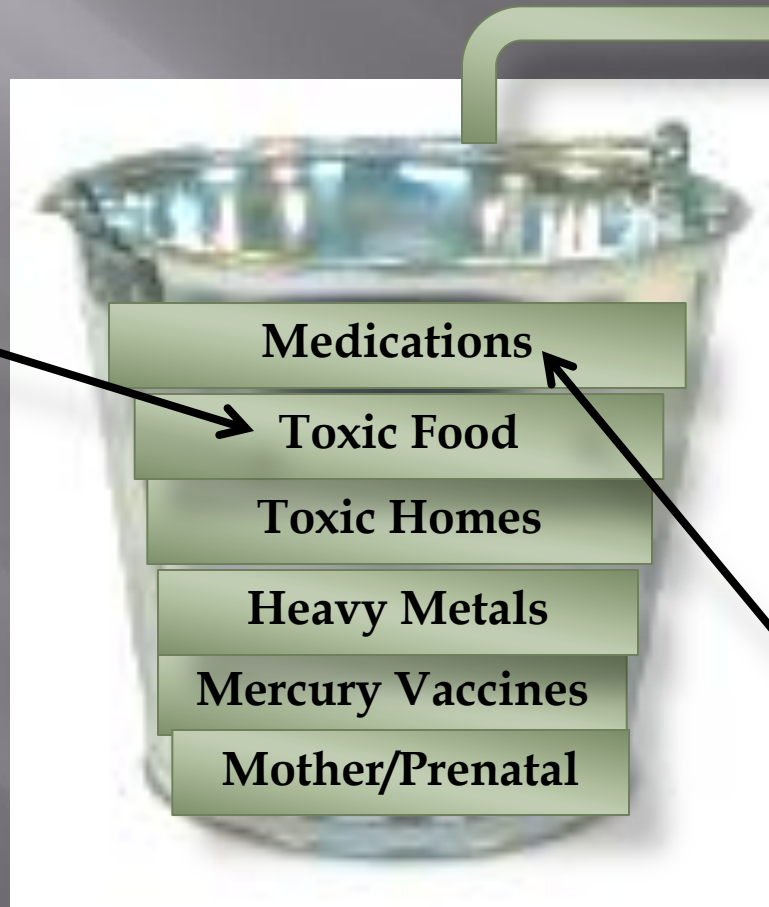 Medications
Toxic Food
Toxic Homes
Heavy Metals
Mercury Vaccines
Mother/Prenatal